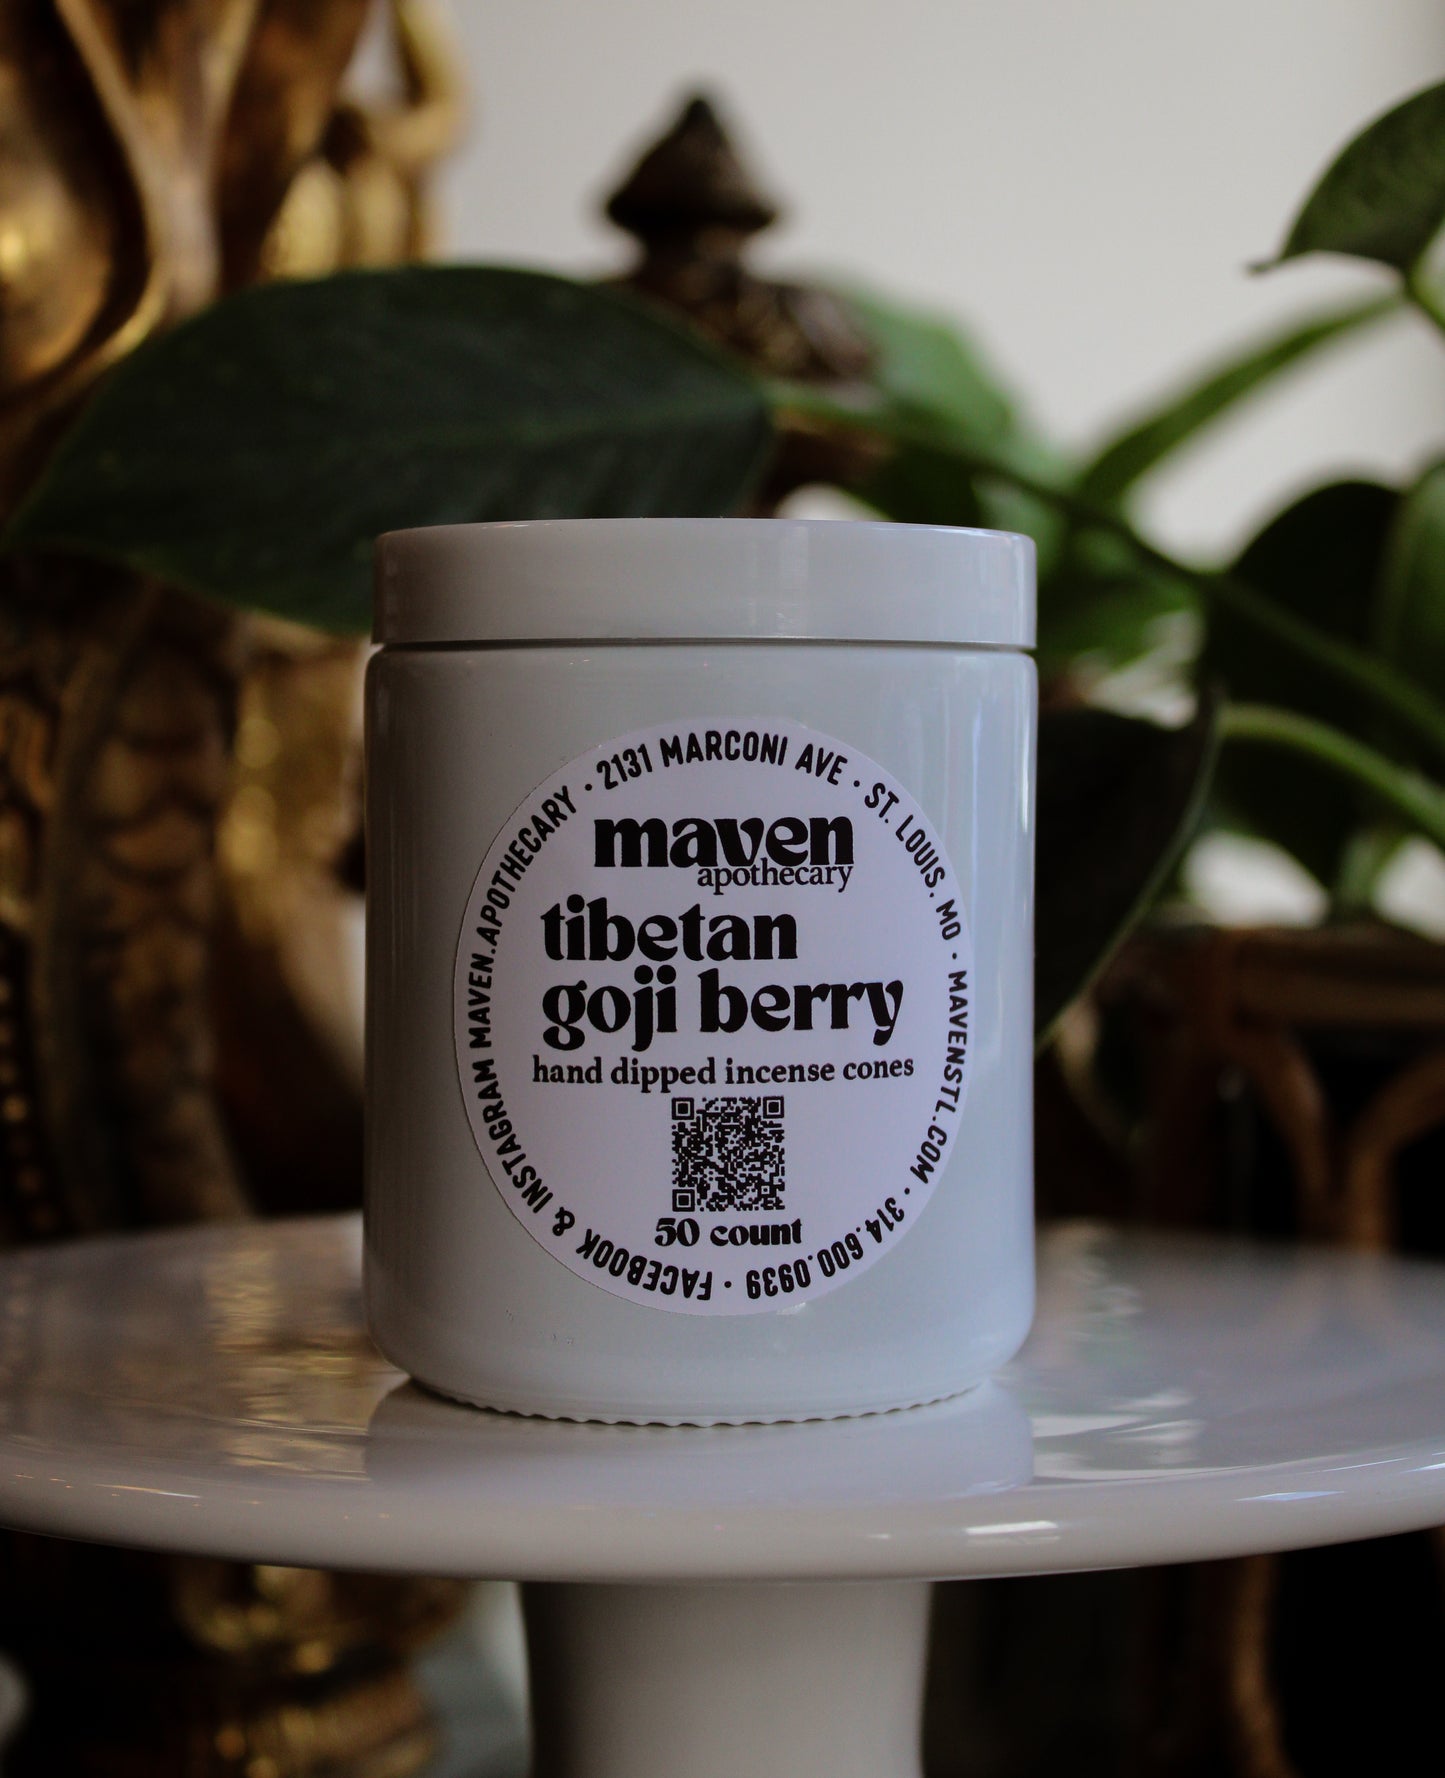 2131 MARCONI AVE • ST. LOUIS, MO • MAVENSTL.COM • 314.600.0939 • FACEBOOK & INSTAGRAM MAVEN.APOTHECARY •
maven
apothecary
tibetan
goji berry
hand dipped incense cones
50 count